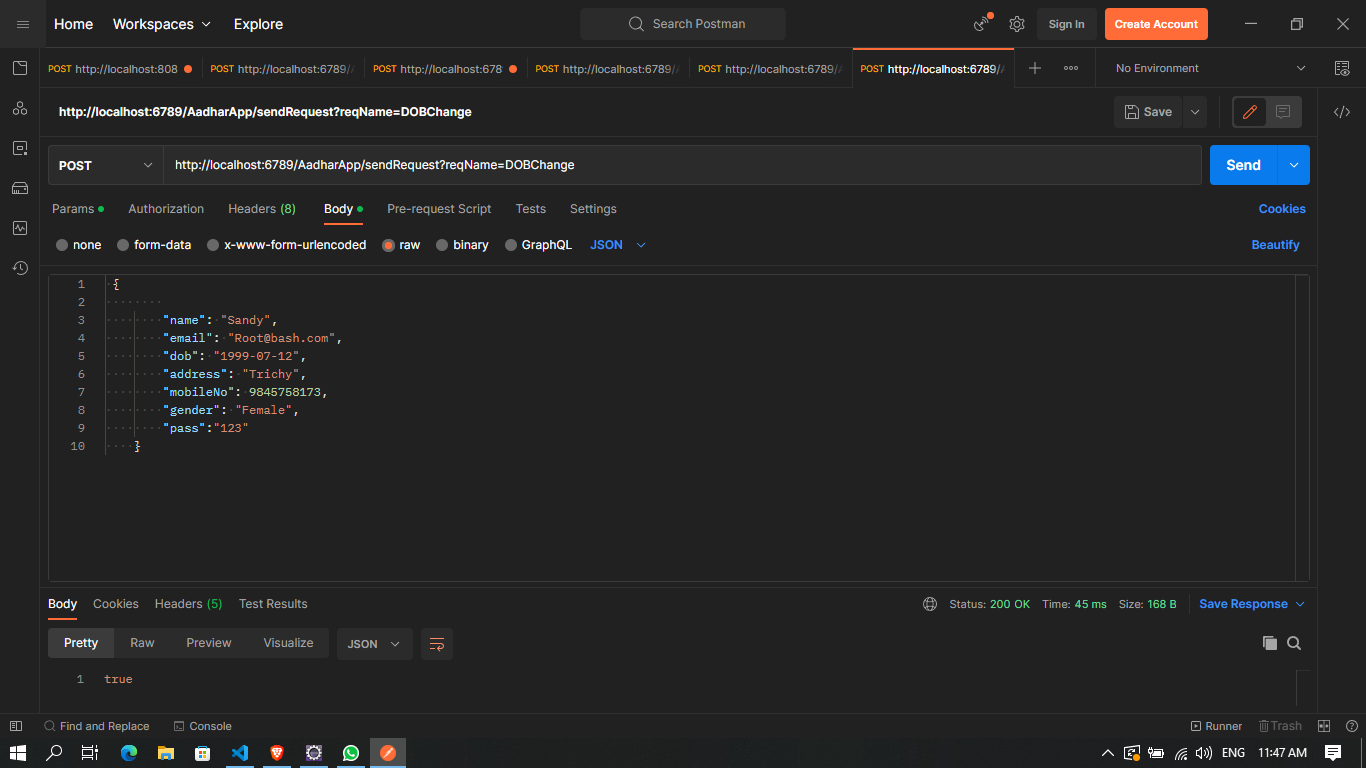 Home Workspaces Explore Search Postman Sign In Create Account
POST http://localhost:808 POST http://localhost:6789/ POST http://localhost:678 POST http://localhost:6789/ POST http://localhost:6789/ POST http://localhost:6789/ No Environment
http://localhost:6789/AadharApp/sendRequest?reqName=DOBChange Save
POST http://localhost:6789/AadharApp/sendRequest?reqName=DOBChange Send
Params Authorization Headers (8) Body Pre-request Script Tests Settings Cookies
none form-data x-www-form-urlencoded raw binary GraphQL JSON Beautify
1 {
2
3 "name": "Sandy",
4 "email": "Root@bash.com",
5 "dob": "1999-07-12",
6 "address": "Trichy",
7 "mobileNo": 9845758173,
8 "gender": "Female",
9 "pass":"123"
10 }
Body Cookies Headers (5) Test Results Status: 200 OK Time: 45 ms Size: 168 B Save Response
Pretty Raw Preview Visualize JSON
1 true
Find and Replace Console Runner Trash
ENG 11:47 AM